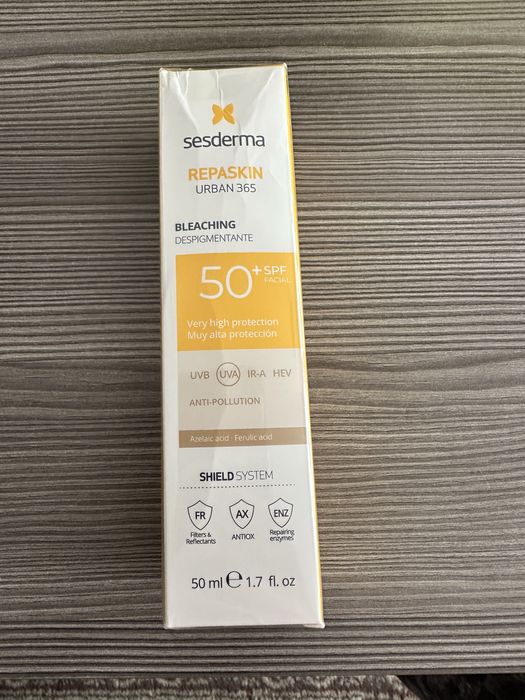 sesderma
REPASKIN
URBAN 365
BLEACHING
DESPIGMENTANTE
50+ SPF
FACIAL
Very high protection
Muy alta protección
UVB UVA IR-A HEV
ANTI-POLLUTION
Azelaic acid · Ferulic acid
SHIELD SYSTEM
FR AX ENZ
Filters &
Reflectants
ANTIOX
Repairing
enzymes
50 ml ℮ 1.7 fl. oz